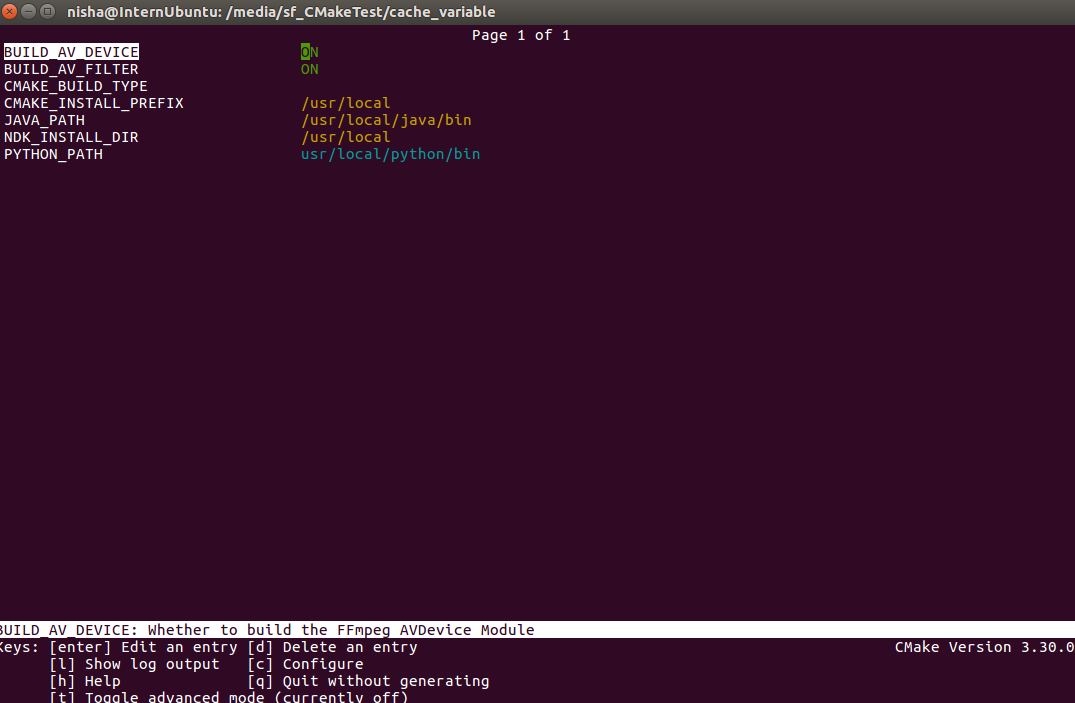 nisha@InternUbuntu: /media/sf_CMakeTest/cache_variable
Page 1 of 1
BUILD_AV_DEVICE ON
BUILD_AV_FILTER ON
CMAKE_BUILD_TYPE
CMAKE_INSTALL_PREFIX /usr/local
JAVA_PATH /usr/local/java/bin
NDK_INSTALL_DIR /usr/local
PYTHON_PATH usr/local/python/bin
BUILD_AV_DEVICE: Whether to build the FFmpeg AVDevice Module
Keys: [enter] Edit an entry [d] Delete an entry CMake Version 3.30.0
[l] Show log output [c] Configure
[h] Help [q] Quit without generating
[t] Toggle advanced mode (currently off)